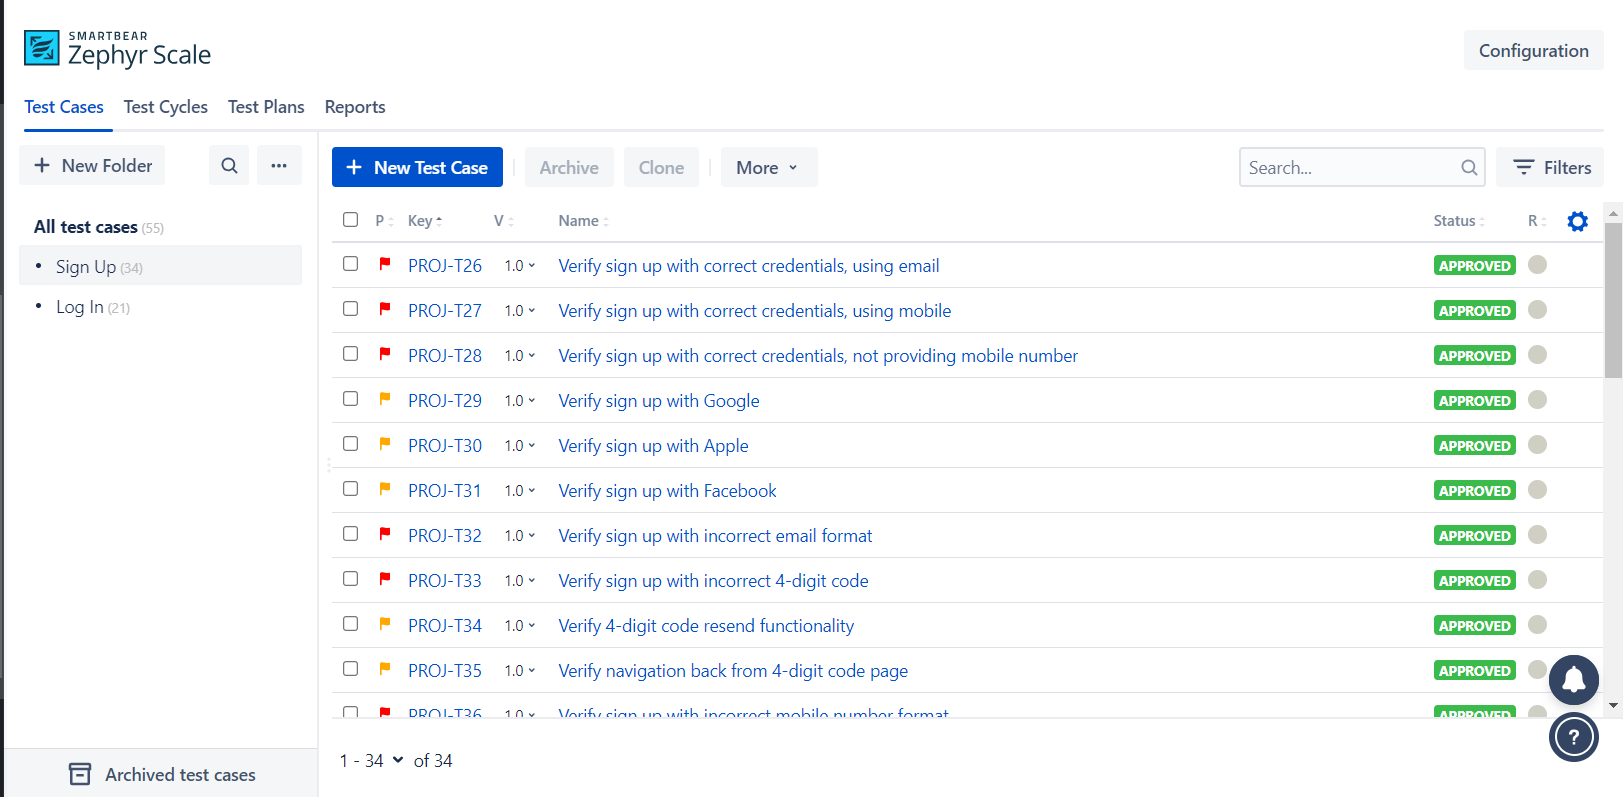 SMARTBEAR
Zephyr Scale
Configuration
Test Cases Test Cycles Test Plans Reports
+ New Folder ...
+ New Test Case Archive Clone More Search... Filters
All test cases (55)
Sign Up (34)
Log In (21)
P Key V Name Status R
PROJ-T26 1.0 Verify sign up with correct credentials, using email APPROVED
PROJ-T27 1.0 Verify sign up with correct credentials, using mobile APPROVED
PROJ-T28 1.0 Verify sign up with correct credentials, not providing mobile number APPROVED
PROJ-T29 1.0 Verify sign up with Google APPROVED
PROJ-T30 1.0 Verify sign up with Apple APPROVED
PROJ-T31 1.0 Verify sign up with Facebook APPROVED
PROJ-T32 1.0 Verify sign up with incorrect email format APPROVED
PROJ-T33 1.0 Verify sign up with incorrect 4-digit code APPROVED
PROJ-T34 1.0 Verify 4-digit code resend functionality APPROVED
PROJ-T35 1.0 Verify navigation back from 4-digit code page APPROVED
PROJ-T36 1.0 Verify sign up with incorrect mobile number format APPROVED
?
1 - 34 of 34
Archived test cases